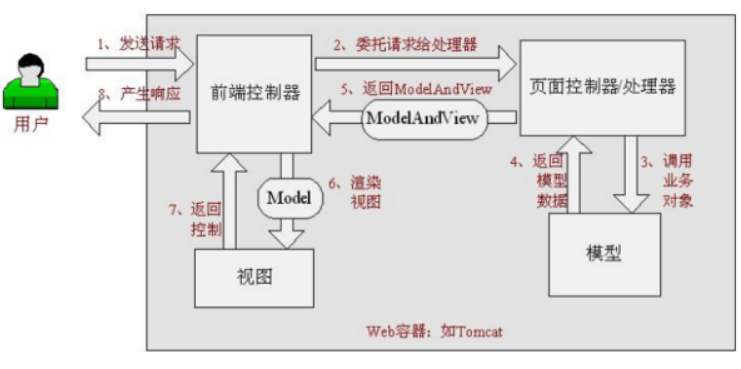 1、发送请求
2、委托请求给处理器
前端控制器
页面控制器/处理器
8、产生响应
用户
5、返回ModelAndView
ModelAndView
4、返回
模型
数据
3、调用
业务
对象
6、渲染
视图
Model
7、返回
控制
模型
视图
Web容器：如Tomcat